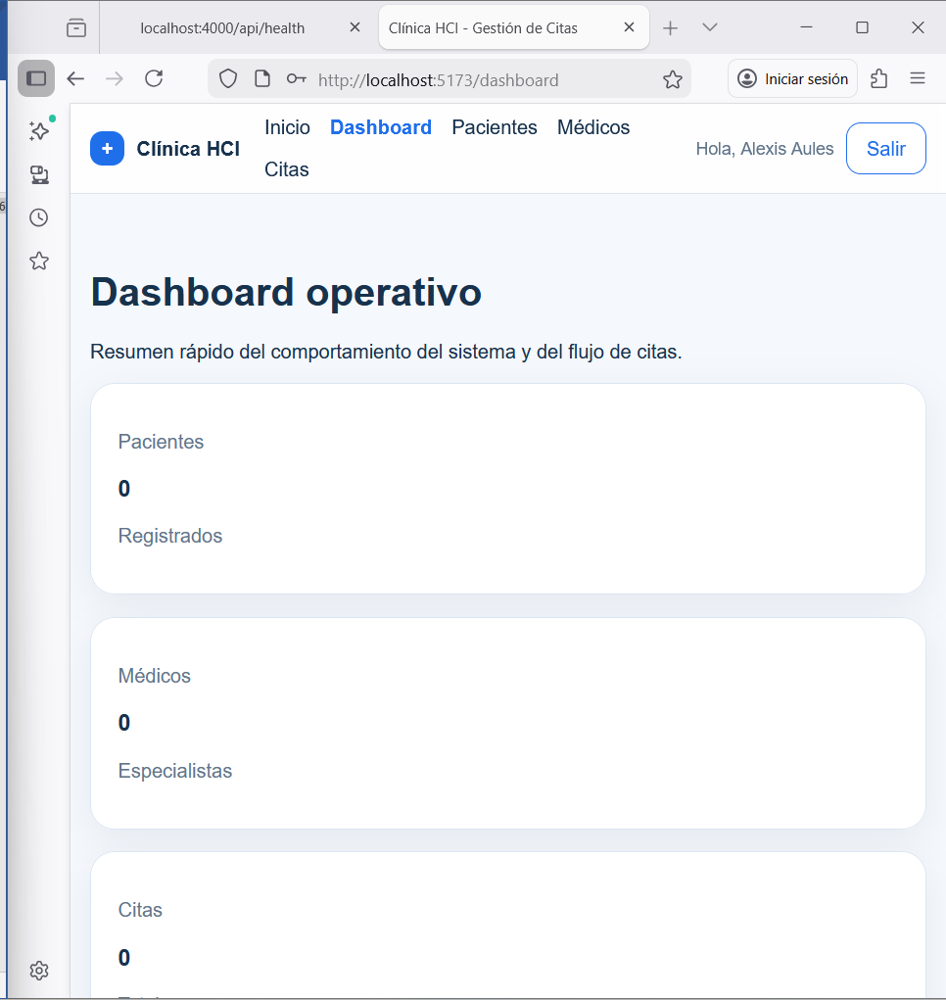 localhost:4000/api/health
Clínica HCI - Gestión de Citas
http://localhost:5173/dashboard
Iniciar sesión
6
+
Clínica HCI
Inicio Dashboard Pacientes Médicos
Citas
Hola, Alexis Aules
Salir
Dashboard operativo
Resumen rápido del comportamiento del sistema y del flujo de citas.
Pacientes
0
Registrados
Médicos
0
Especialistas
Citas
0